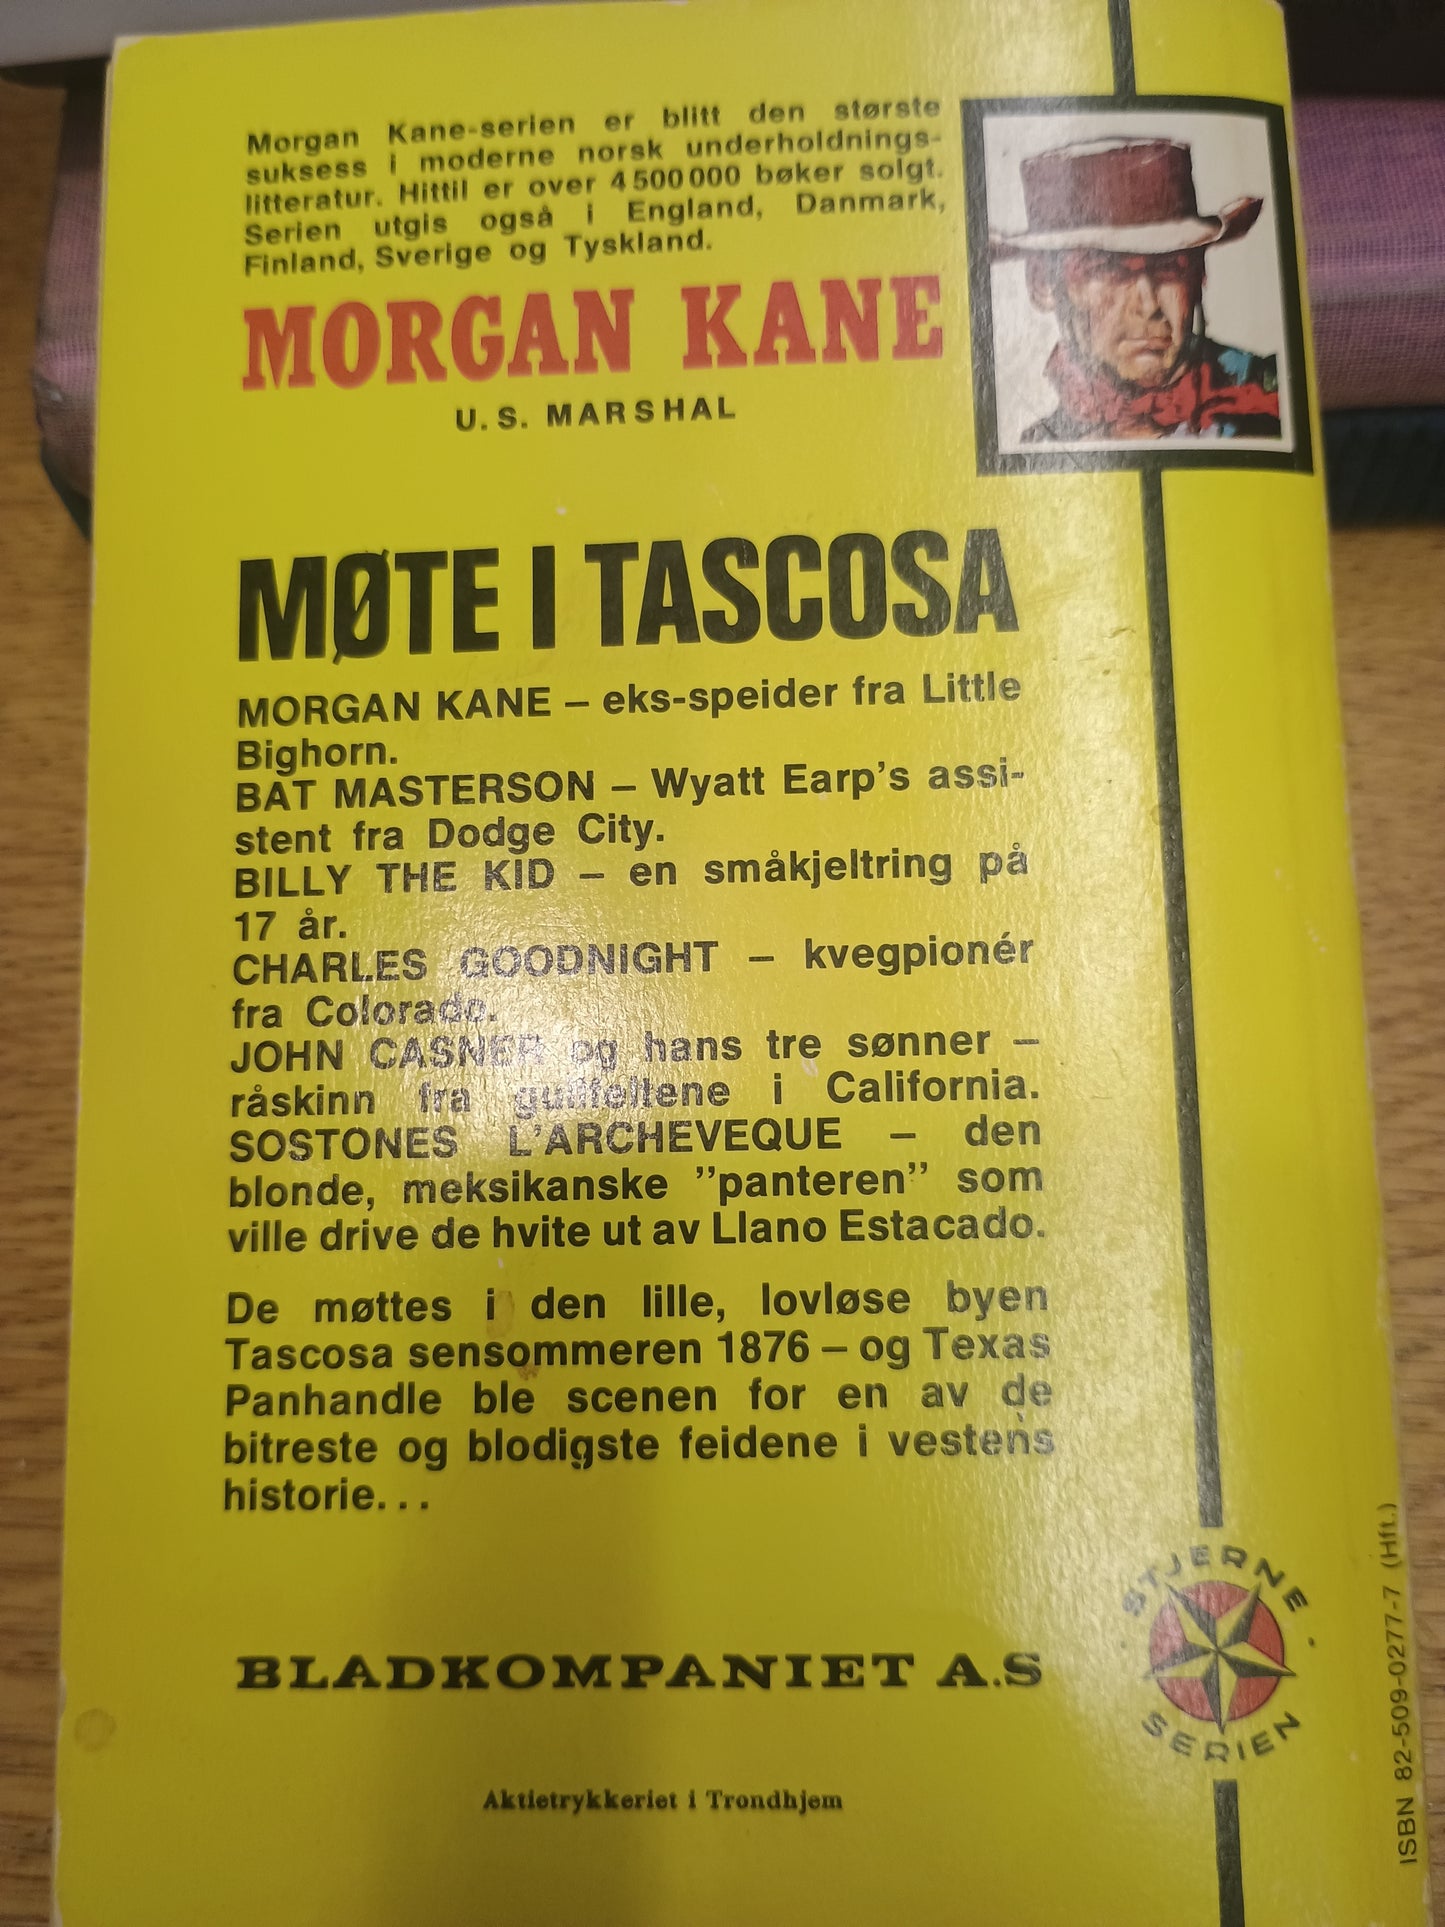 Morgan Kane-serien er blitt den største
suksess i moderne norsk underholdnings-
litteratur. Hittil er over 4500000 bøker solgt.
Serien utgis også i England, Danmark,
Finland, Sverige og Tyskland.
MORGAN KANE
U.S. MARSHAL
MØTE I TASCOSA
MORGAN KANE – eks-speider fra Little
Bighorn.
BAT MASTERSON – Wyatt Earp's assi-
stent fra Dodge City.
BILLY THE KID – en småkjeltring på
17 år.
CHARLES GOODNIGHT – kvegpionér
fra Colorado.
JOHN CASNER og hans tre sønner –
råskinn fra gullfeltene i California.
SOSTONES L'ARCHEVEQUE – den
blonde, meksikanske ”panteren” som
ville drive de hvite ut av Llano Estacado.
De møttes i den lille, lovløse byen
Tascosa sensommeren 1876 – og Texas
Panhandle ble scenen for en av de
bitreste og blodigste feidene i vestens
historie...
STJERNE
SERIEN
BLADKOMPANIET A.S
Aktietrykkeriet i Trondhjem
ISBN 82-509-0277-7 (Hft.)